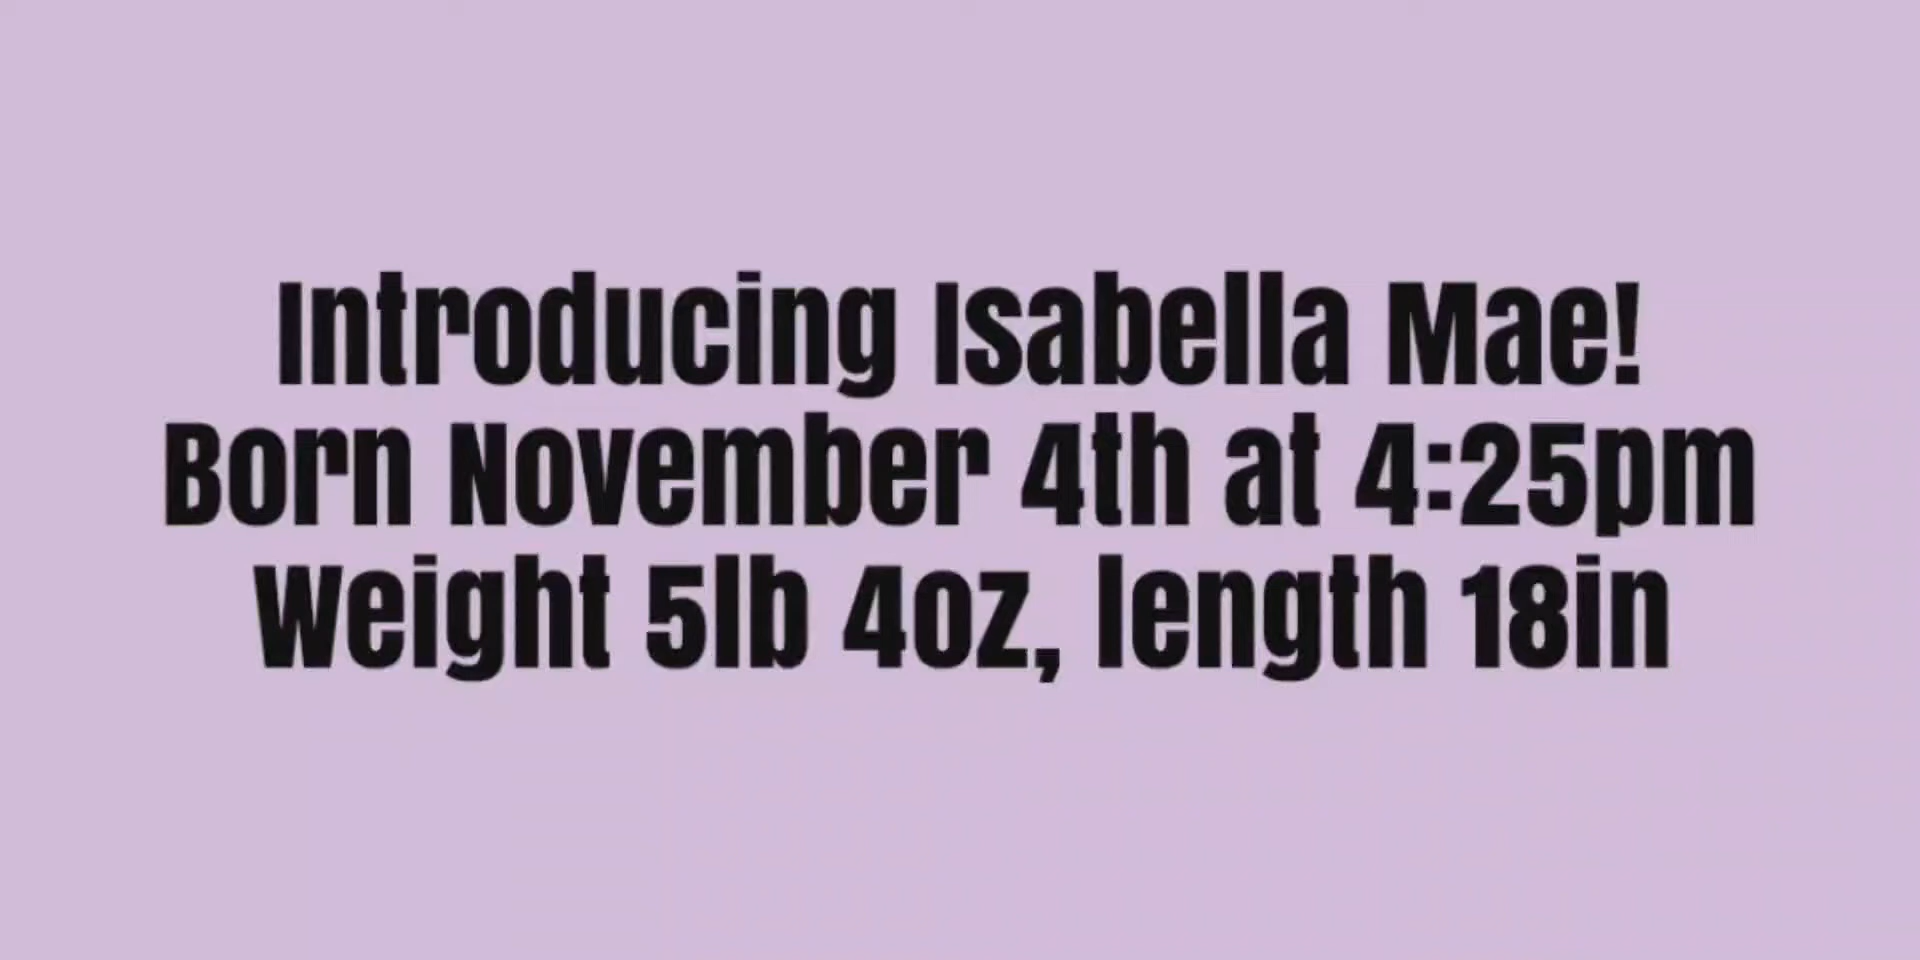 Introducing Isabella Mae!
Born November 4th at 4:25pm
Weight 5lb 4oz, length 18in